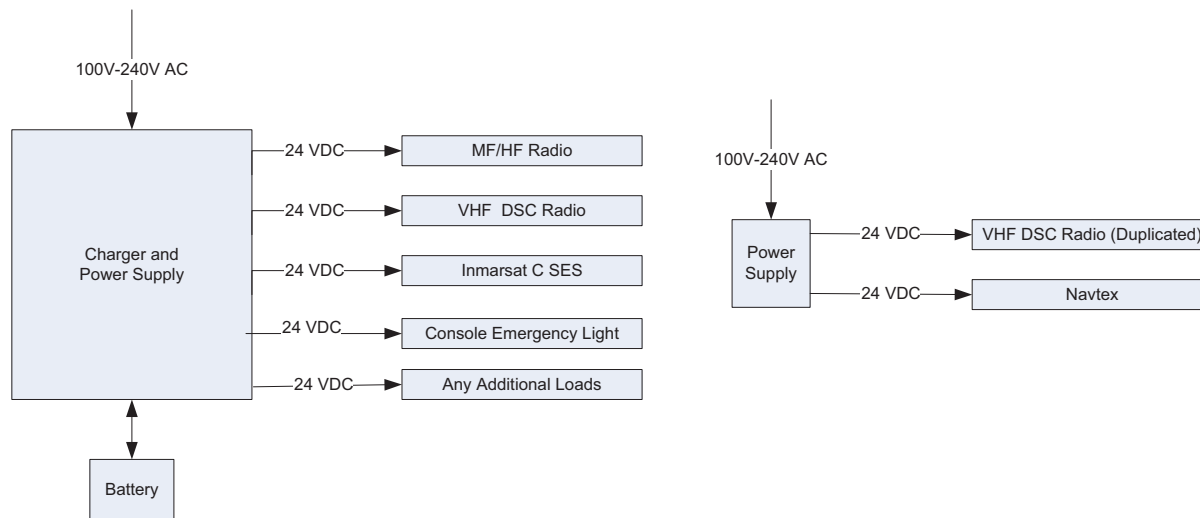 100V-240V AC
Charger and
Power Supply
24 VDC
MF/HF Radio
24 VDC
VHF DSC Radio
24 VDC
Inmarsat C SES
24 VDC
Console Emergency Light
24 VDC
Any Additional Loads
Battery
100V-240V AC
Power
Supply
24 VDC
VHF DSC Radio (Duplicated)
24 VDC
Navtex